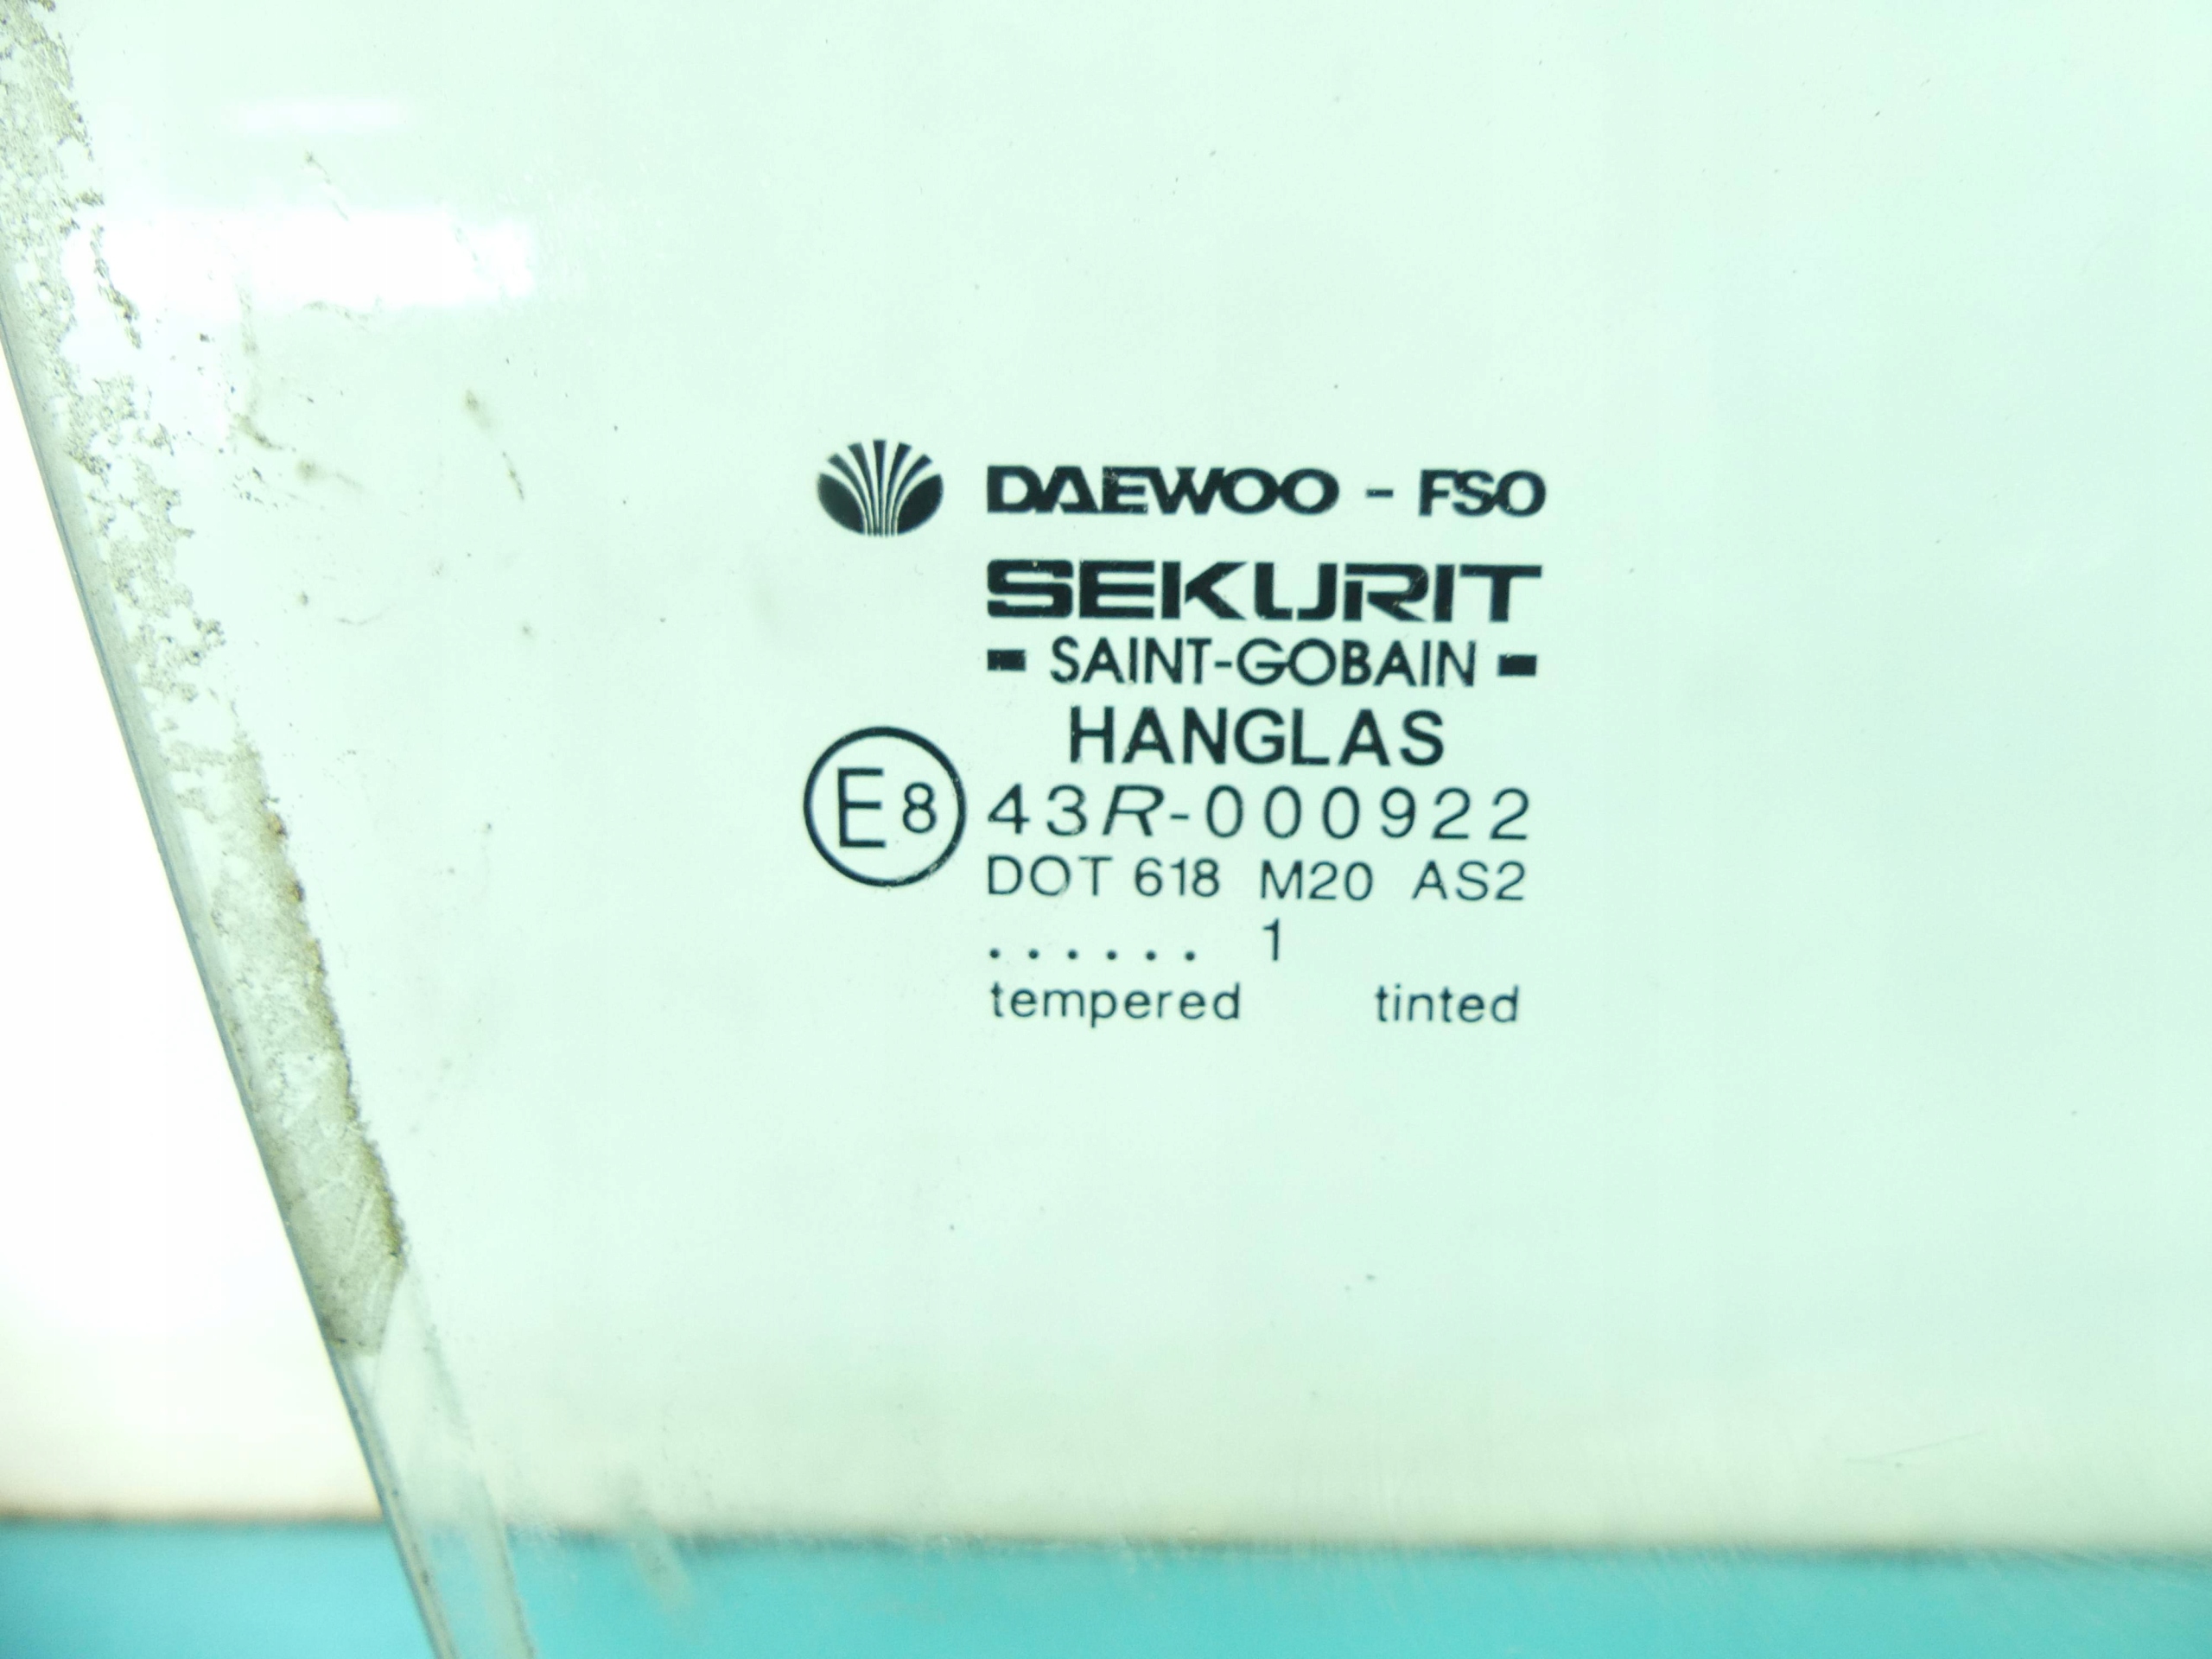 DAEWOO - FSO
SEKURIT
- SAINT-GOBAIN -
HANGLAS
E8 43R-000922
DOT 618 M20 AS2
. . . . . . 1
tempered tinted